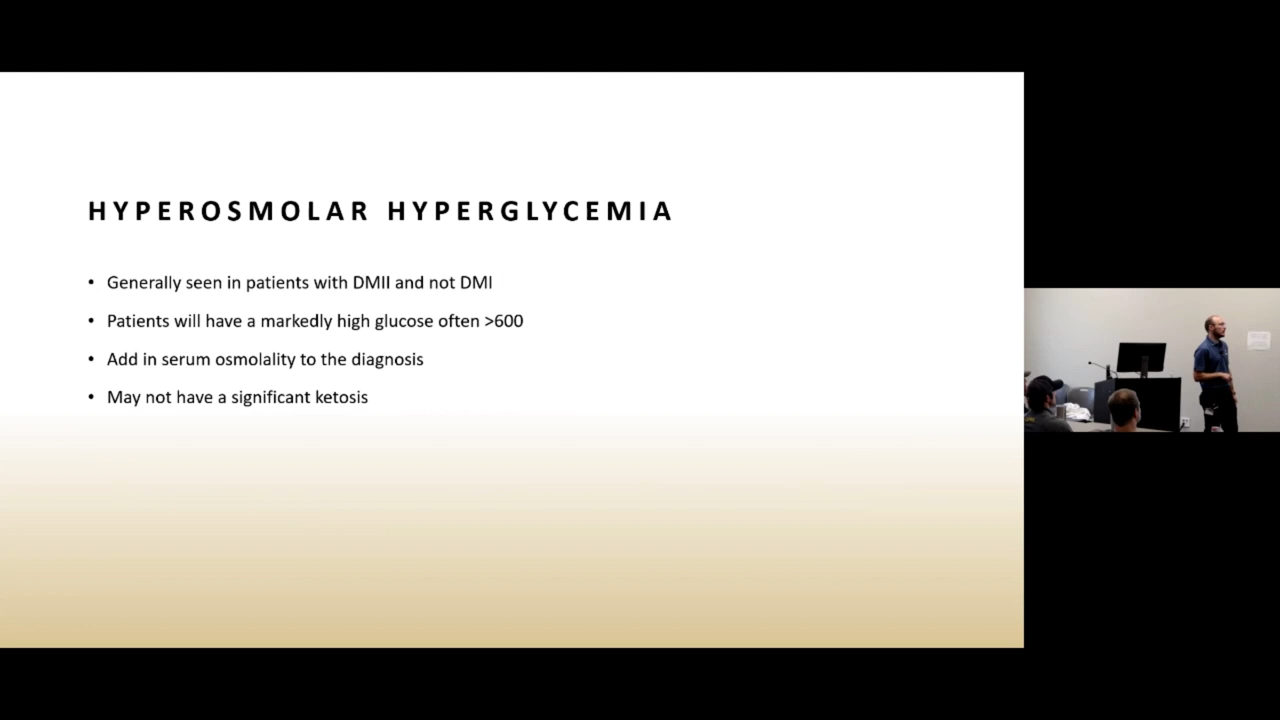 HYPEROSMOLAR HYPERGLYCEMIA
• Generally seen in patients with DMII and not DMI
• Patients will have a markedly high glucose often >600
• Add in serum osmolality to the diagnosis
• May not have a significant ketosis